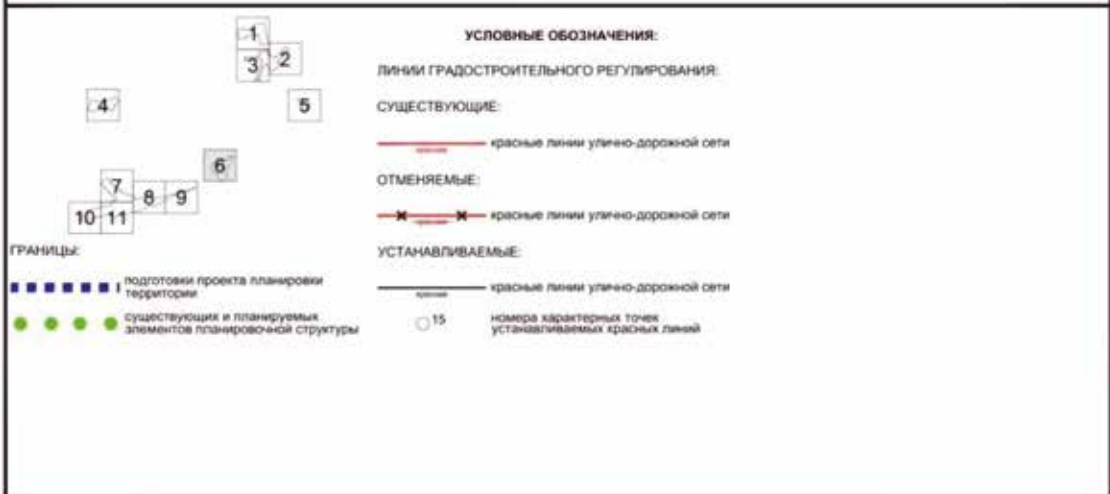 1
2
3
4
5
6
7
8 9
10 11
ГРАНИЦЫ:
подготовки проекта планировки
территории
существующих и планируемых
элементов планировочной структуры
УСЛОВНЫЕ ОБОЗНАЧЕНИЯ:
ЛИНИИ ГРАДОСТРОИТЕЛЬНОГО РЕГУЛИРОВАНИЯ:
СУЩЕСТВУЮЩИЕ:
красные линии улично-дорожной сети
ОТМЕНЯЕМЫЕ:
красные линии улично-дорожной сети
УСТАНАВЛИВАЕМЫЕ:
красные линии улично-дорожной сети
15
номера характерных точек
устанавливаемых красных линий